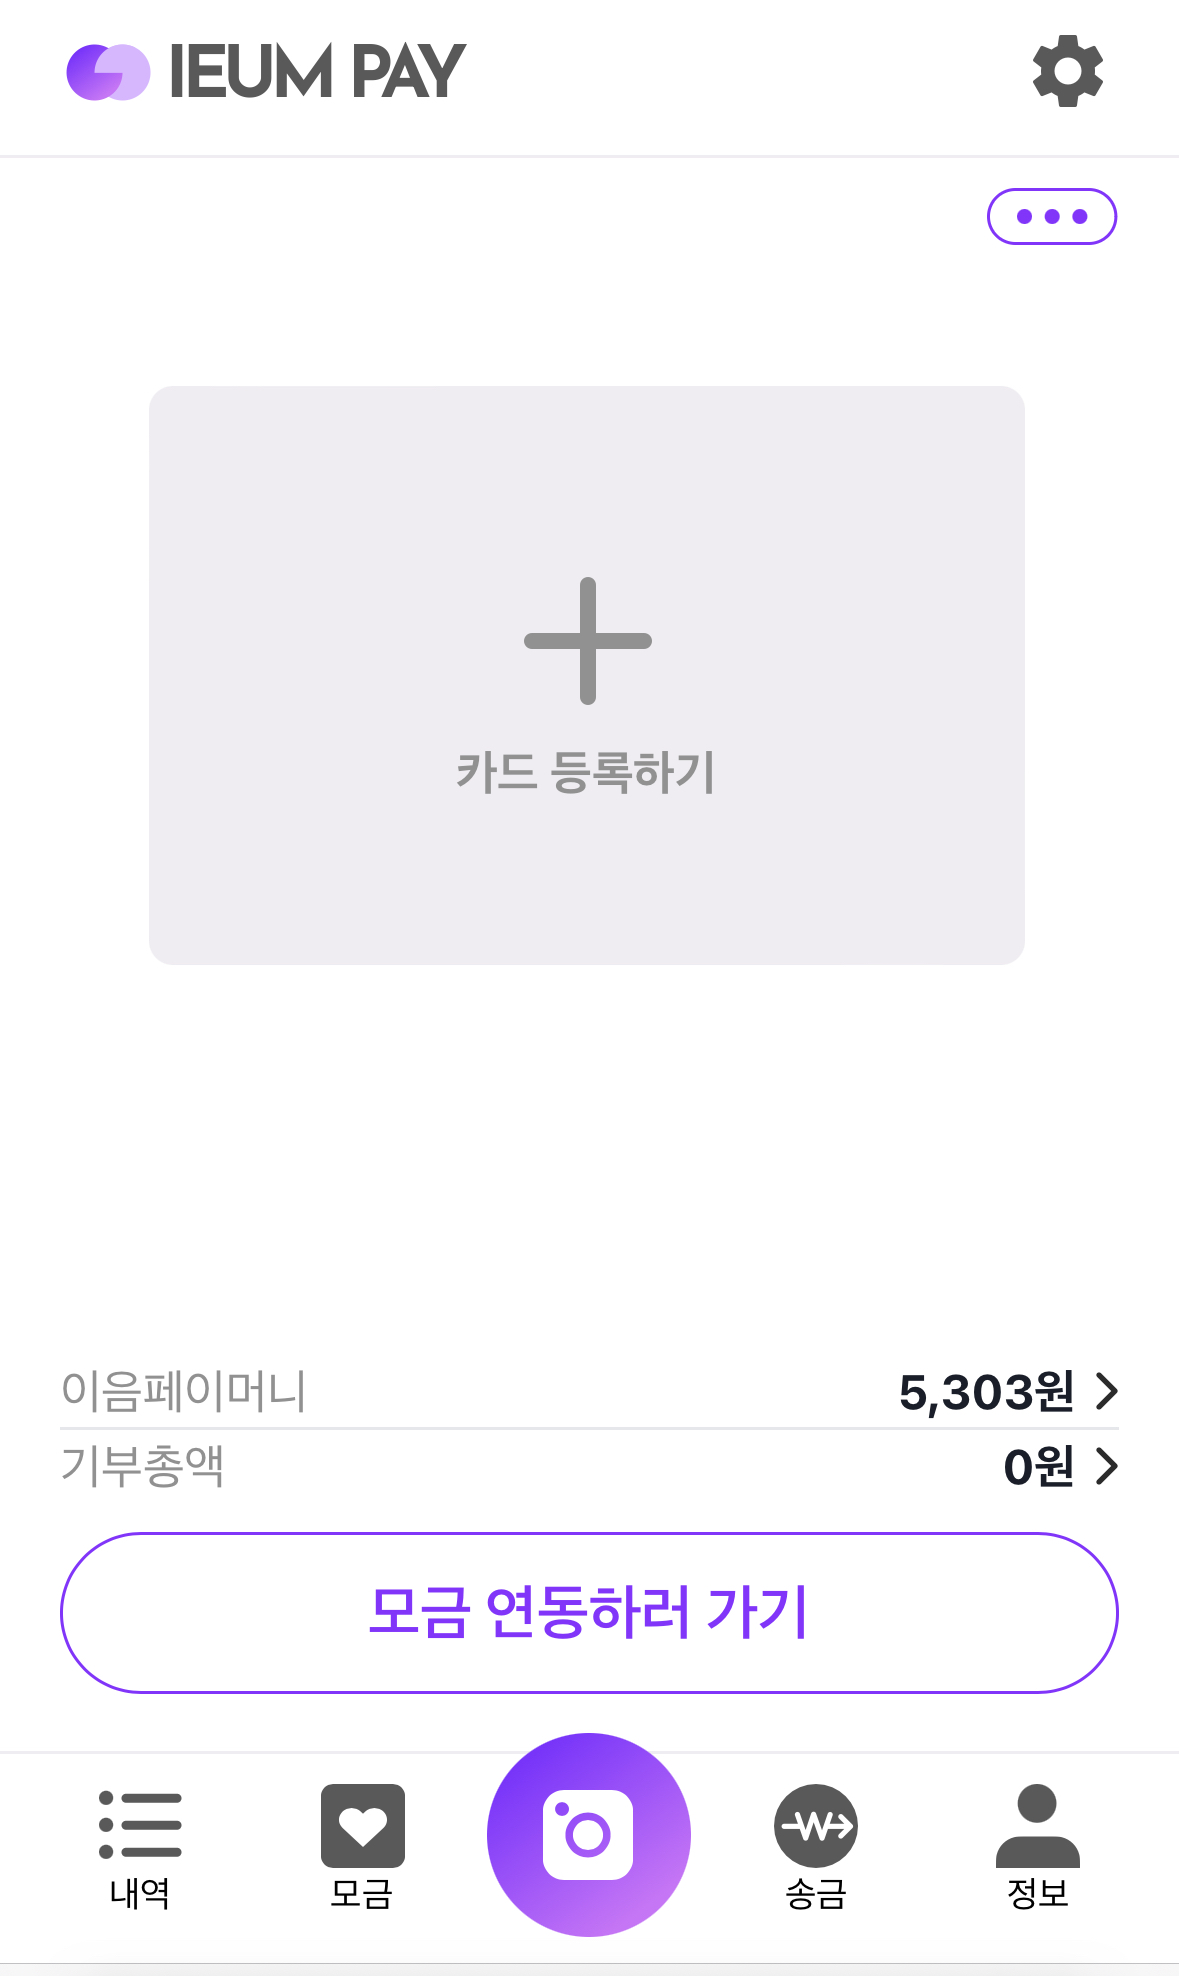 IEUM PAY
카드 등록하기
이음페이머니 5,303원
기부총액 0원
모금 연동하러 가기
내역 모금 송금 정보